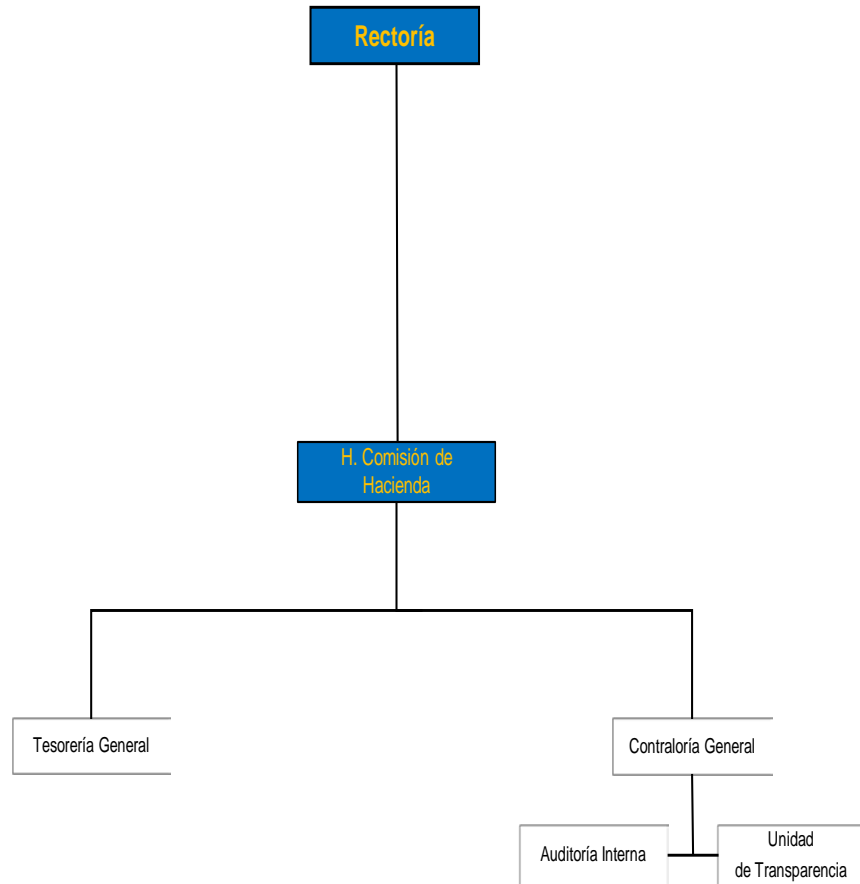 Rectoría
H. Comisión de
Hacienda
Tesorería General
Contraloría General
Auditoría Interna
Unidad
de Transparencia